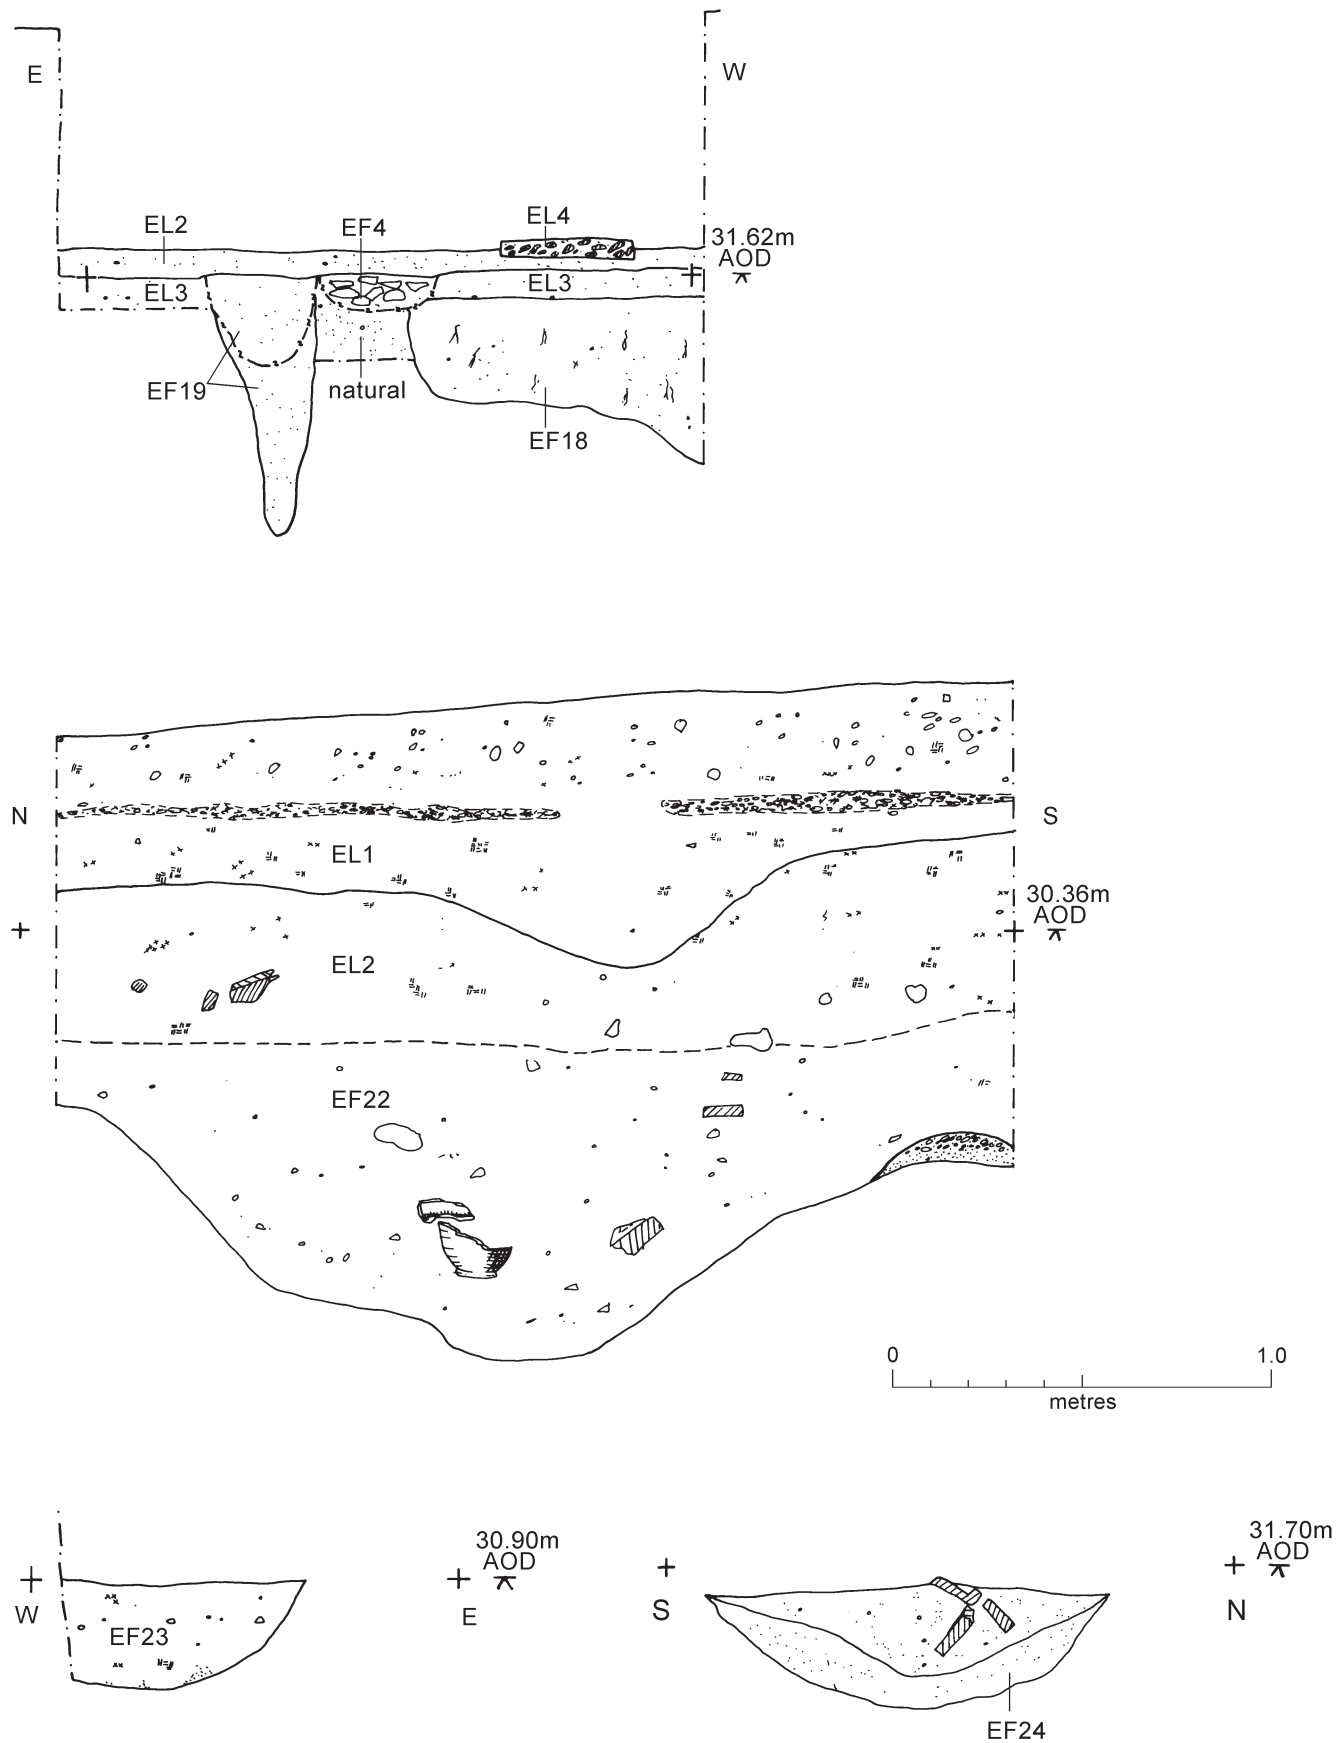 E
W
EL2
EF4
EL4
31.62m
AOD
EL3
EL3
EF19
natural
EF18
N
S
EL1
30.36m
AOD
EL2
EF22
0
1.0
metres
30.90m
AOD
W
E
EF23
31.70m
AOD
S
N
EF24